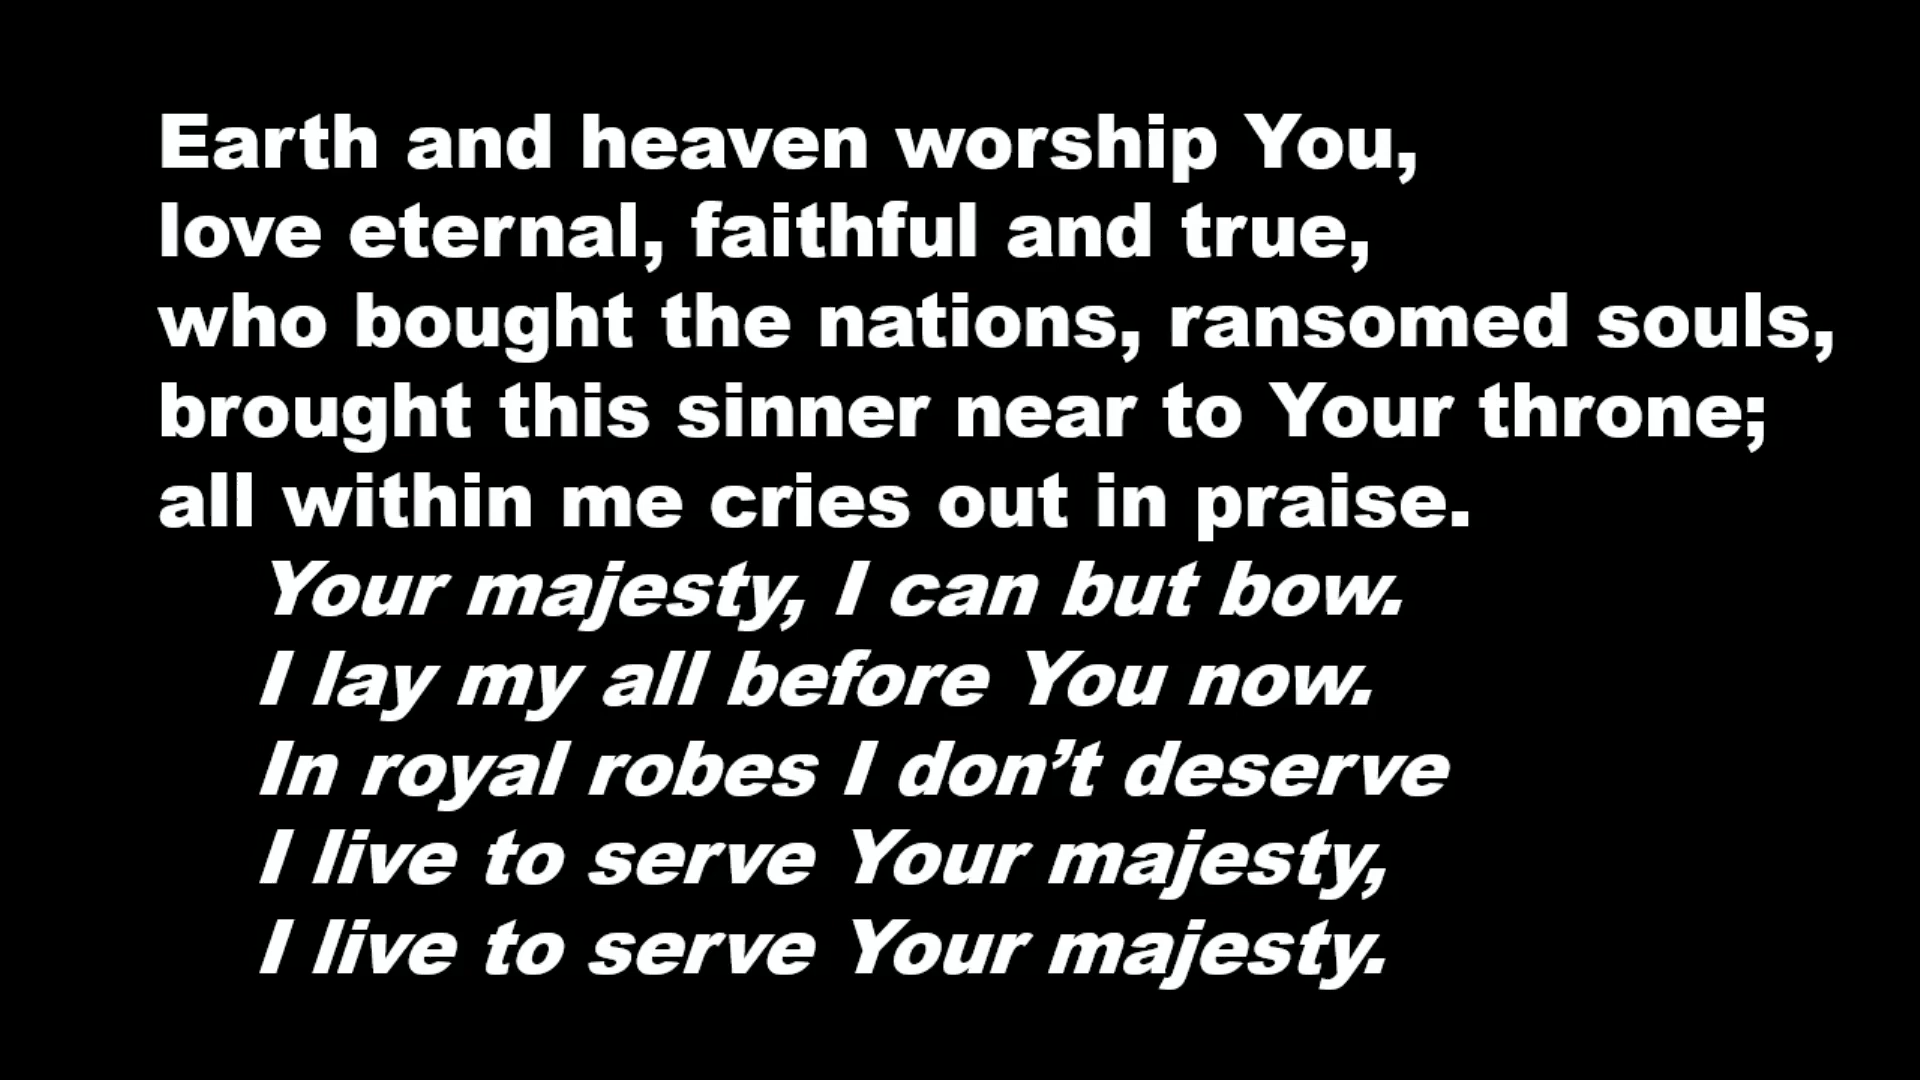 Earth and heaven worship You,
love eternal, faithful and true,
who bought the nations, ransomed souls,
brought this sinner near to Your throne;
all within me cries out in praise.
Your majesty, I can but bow.
I lay my all before You now.
In royal robes I don’t deserve
I live to serve Your majesty,
I live to serve Your majesty.